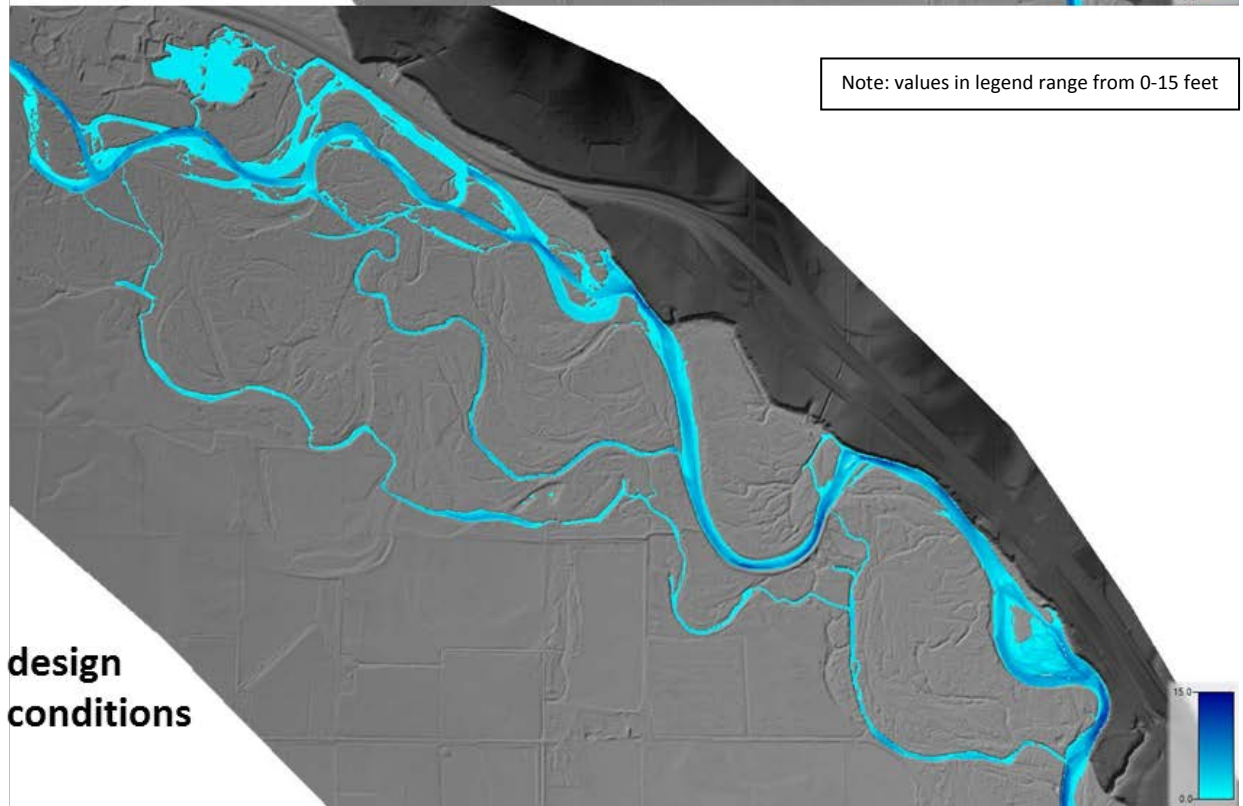 Note: values in legend range from 0-15 feet
design
conditions
15.0
0.0